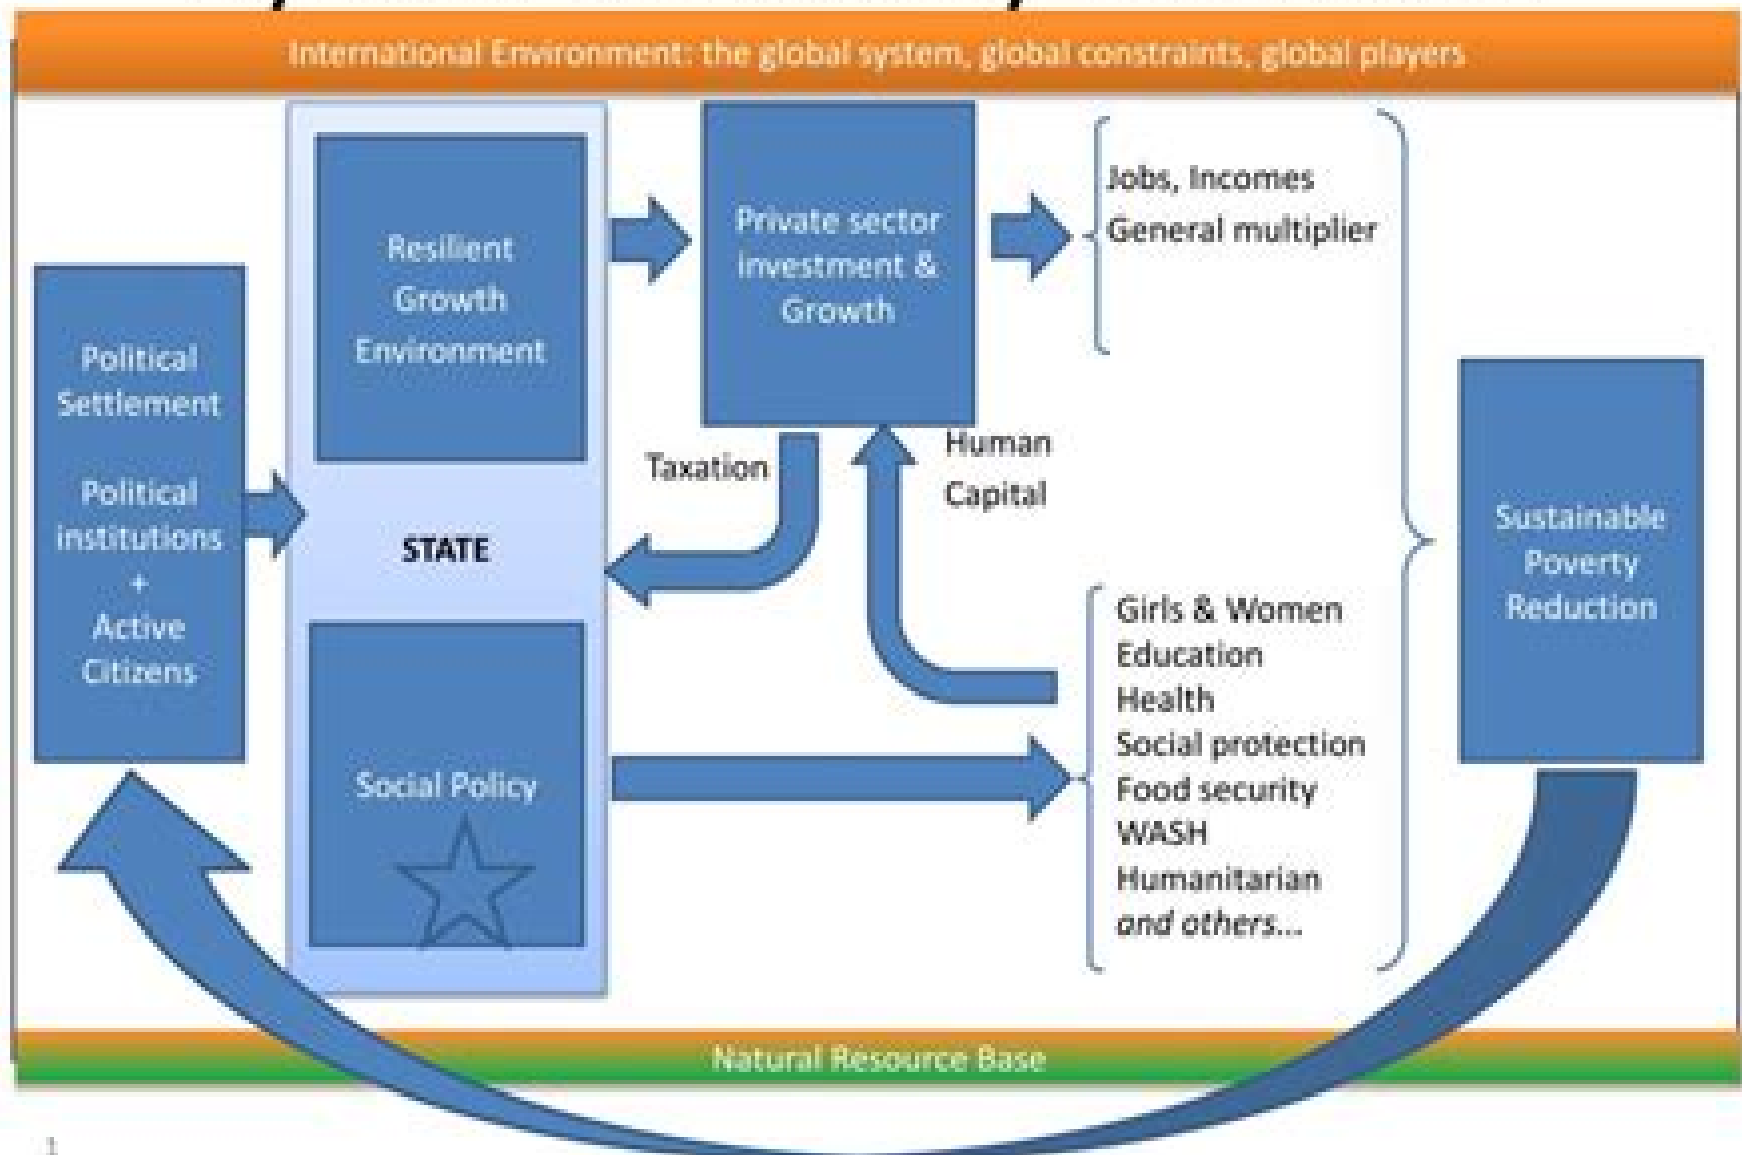 International Environment: the global system, global constraints, global players
Political
Settlement
Political
institutions
+
Active
Citizens
Resilient
Growth
Environment
STATE
Social Policy
Private sector
investment &
Growth
Taxation
Human
Capital
Jobs, Incomes
General multiplier
Girls & Women
Education
Health
Social protection
Food security
WASH
Humanitarian
and others...
Sustainable
Poverty
Reduction
Natural Resource Base
1